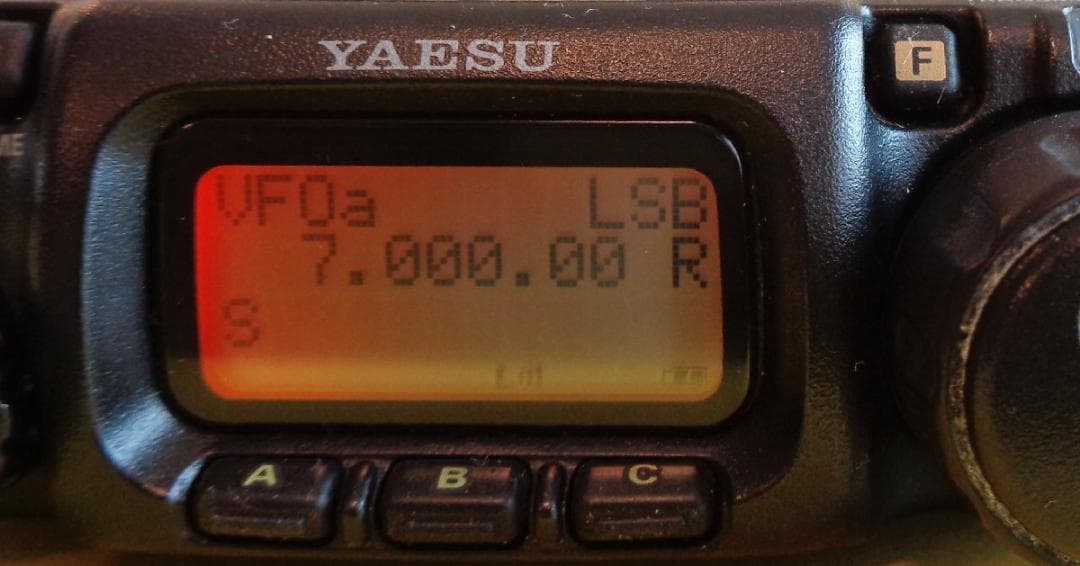 YAESU
F
VFOa LSB
7.000.00 R
S
A B C